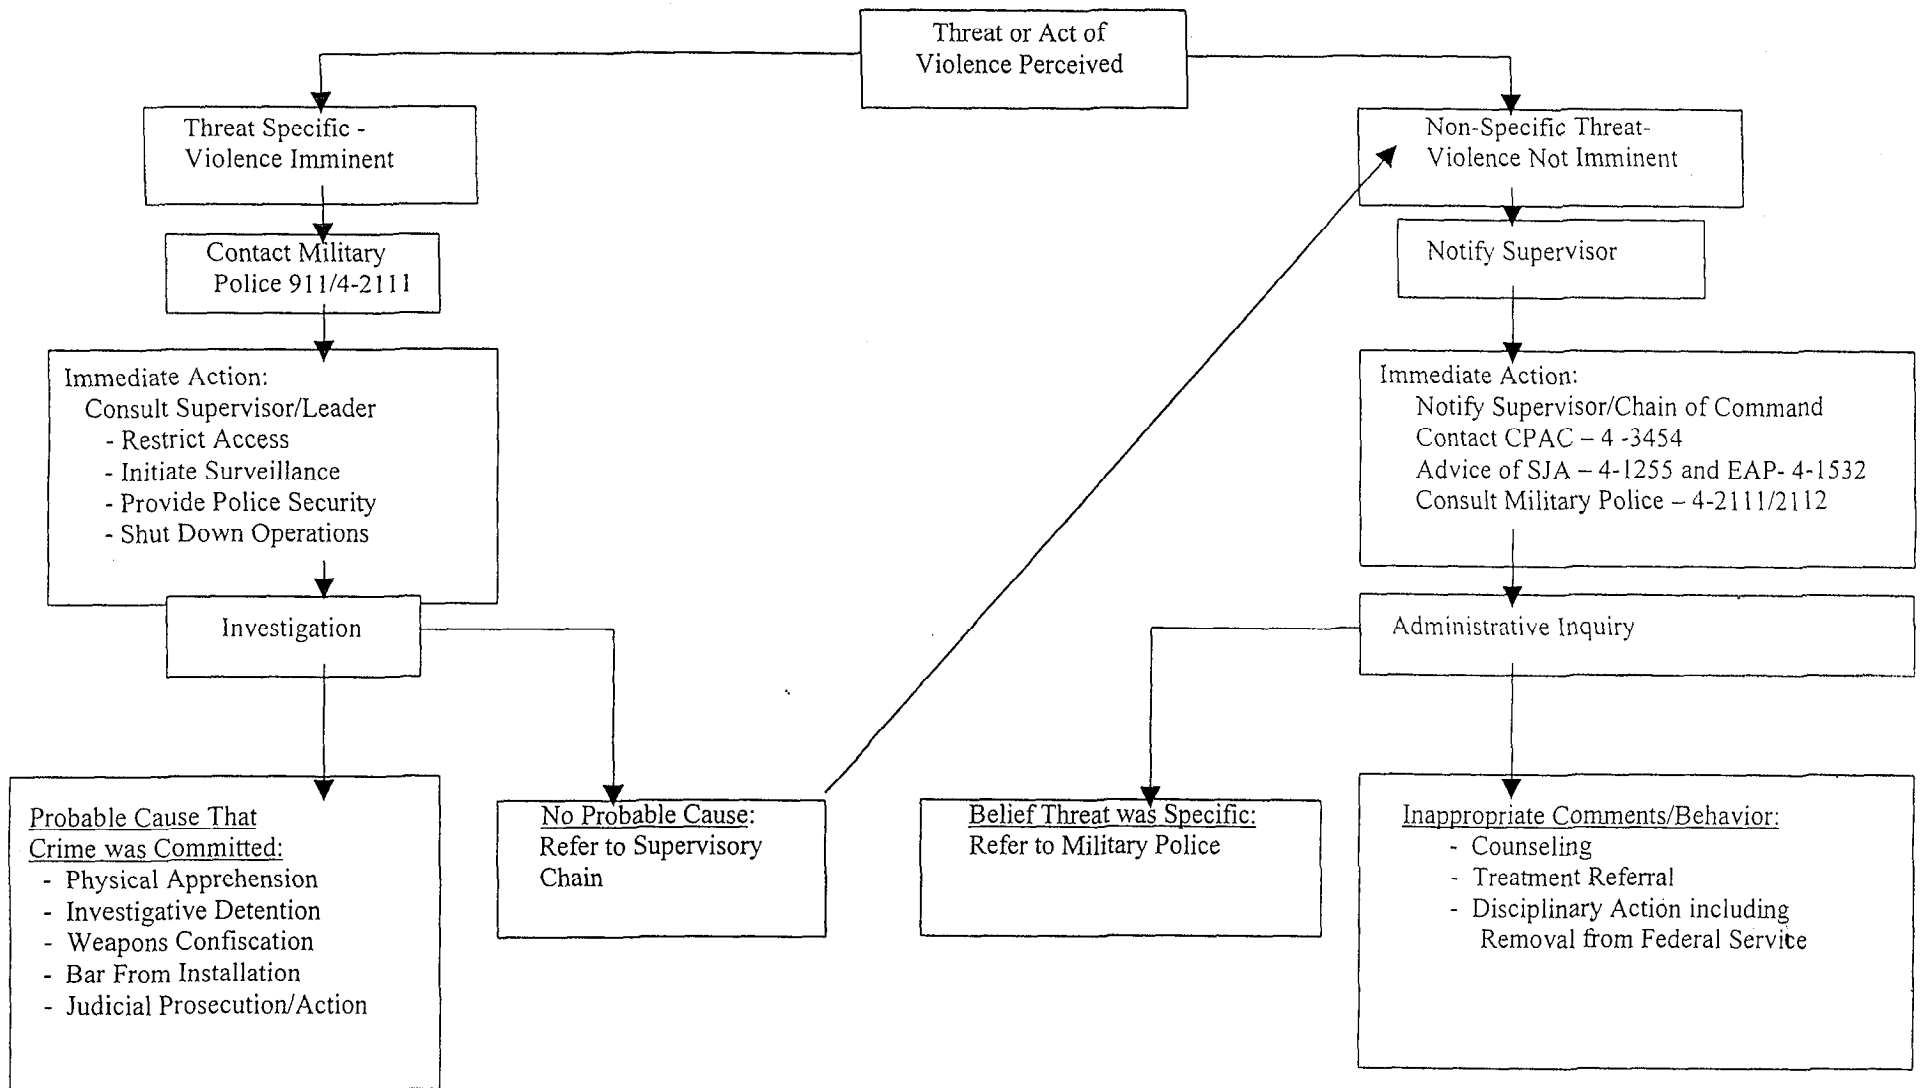 Threat or Act of
Violence Perceived
Threat Specific -
Violence Imminent
Non-Specific Threat-
Violence Not Imminent
Contact Military
Police 911/4-2111
Notify Supervisor
Immediate Action:
Consult Supervisor/Leader
- Restrict Access
- Initiate Surveillance
- Provide Police Security
- Shut Down Operations
Immediate Action:
Notify Supervisor/Chain of Command
Contact CPAC – 4 -3454
Advice of SJA – 4-1255 and EAP- 4-1532
Consult Military Police – 4-2111/2112
Investigation
Administrative Inquiry
Probable Cause That
Crime was Committed:
- Physical Apprehension
- Investigative Detention
- Weapons Confiscation
- Bar From Installation
- Judicial Prosecution/Action
No Probable Cause:
Refer to Supervisory
Chain
Belief Threat was Specific:
Refer to Military Police
Inappropriate Comments/Behavior:
- Counseling
- Treatment Referral
- Disciplinary Action including
Removal from Federal Service